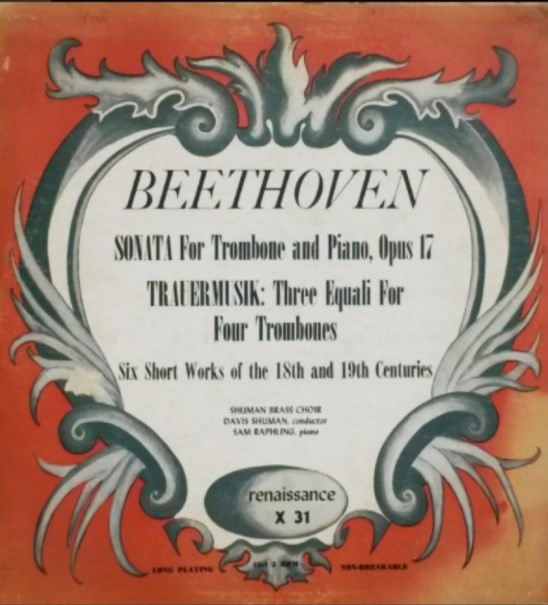 BEETHOVEN
SONATA For Trombone and Piano, Opus 17
TRAUERMUSIK: Three Equali For
Four Trombones
Six Short Works of the 18th and 19th Centuries
SHUMAN BRASS CHOIR
DAVIS SHUMAN, conductor
SAM RAPHLING, piano
renaissance
X 31
LONG PLAYING RPM NON-BREAKABLE